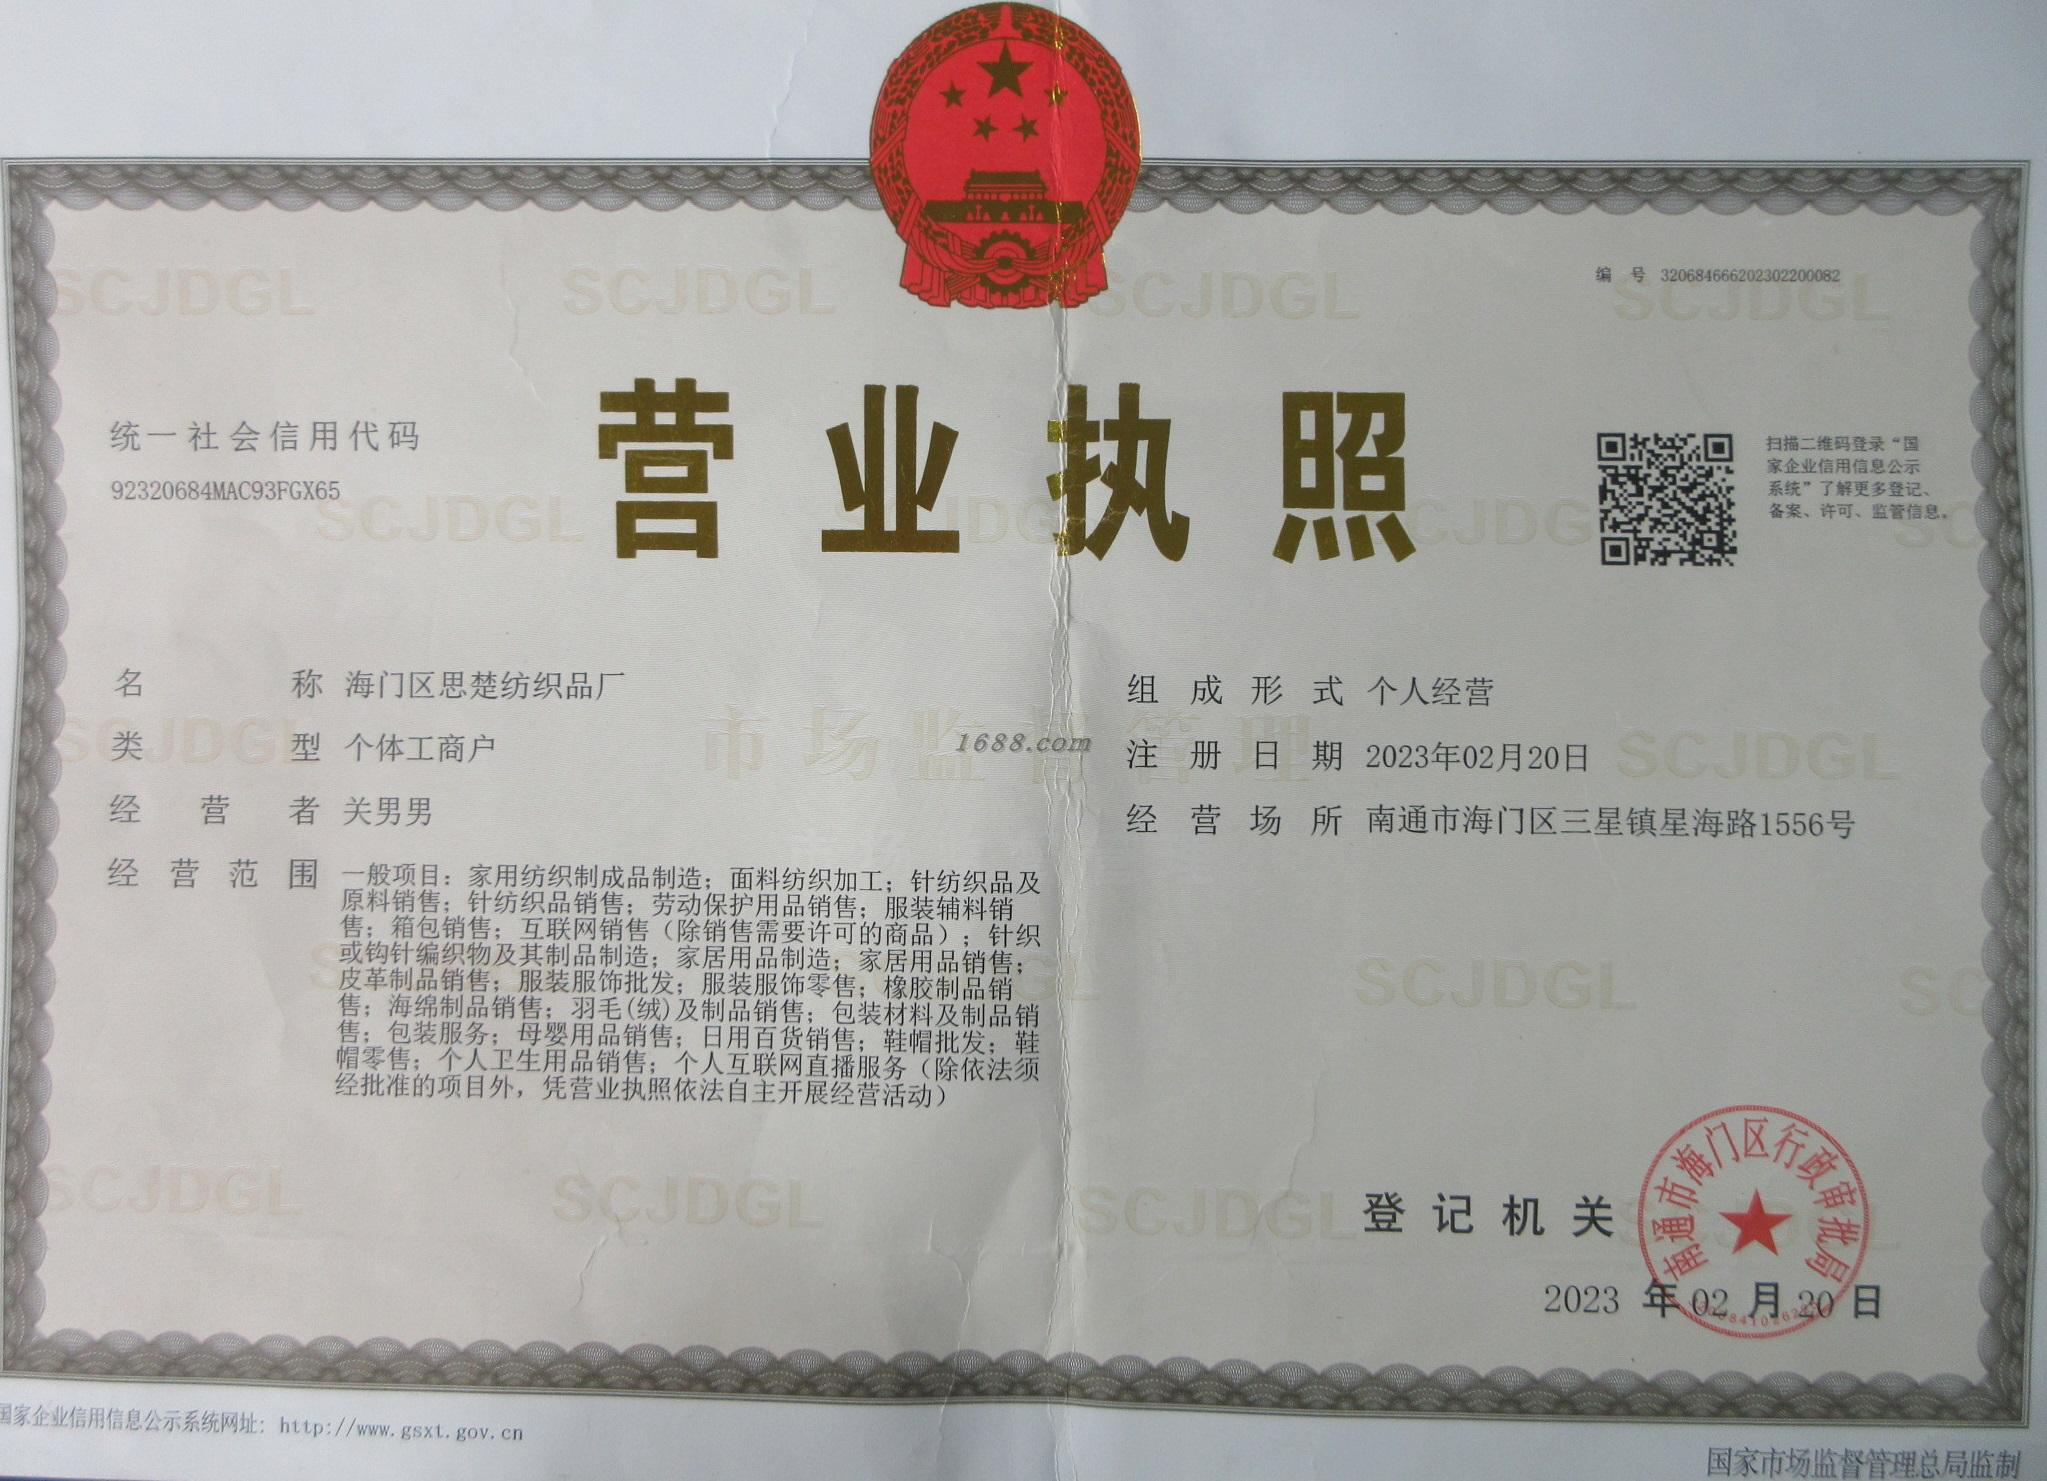 编 号 320684666202302200082
营业执照
统一社会信用代码
92320684MAC93FGX65
扫描二维码登录“国
家企业信用信息公示
系统”了解更多登记、
备案、许可、监管信息。
名 称 海门区思楚纺织品厂
类 型 个体工商户
经 营 者 关男男
经 营 范 围 一般项目：家用纺织制成品制造；面料纺织加工；针纺织品及
原料销售；针纺织品销售；劳动保护用品销售；服装辅料销
售；箱包销售；互联网销售（除销售需要许可的商品）；针织
或钩针编织物及其制品制造；家居用品制造；家居用品销售；
皮革制品销售；服装服饰批发；服装服饰零售；橡胶制品销
售；海绵制品销售；羽毛(绒)及制品销售；包装材料及制品销
售；包装服务；母婴用品销售；日用百货销售；鞋帽批发；鞋
帽零售；个人卫生用品销售；个人互联网直播服务（除依法须
经批准的项目外，凭营业执照依法自主开展经营活动）
组 成 形 式 个人经营
注 册 日 期 2023年02月20日
经 营 场 所 南通市海门区三星镇星海路1556号
1688.com
市场监督管理
SCJDGL
登 记 机 关
南通市海门区行政审批局
2023 年 02 月 20 日
国家企业信用信息公示系统网址：http://www.gsxt.gov.cn
国家市场监督管理总局监制